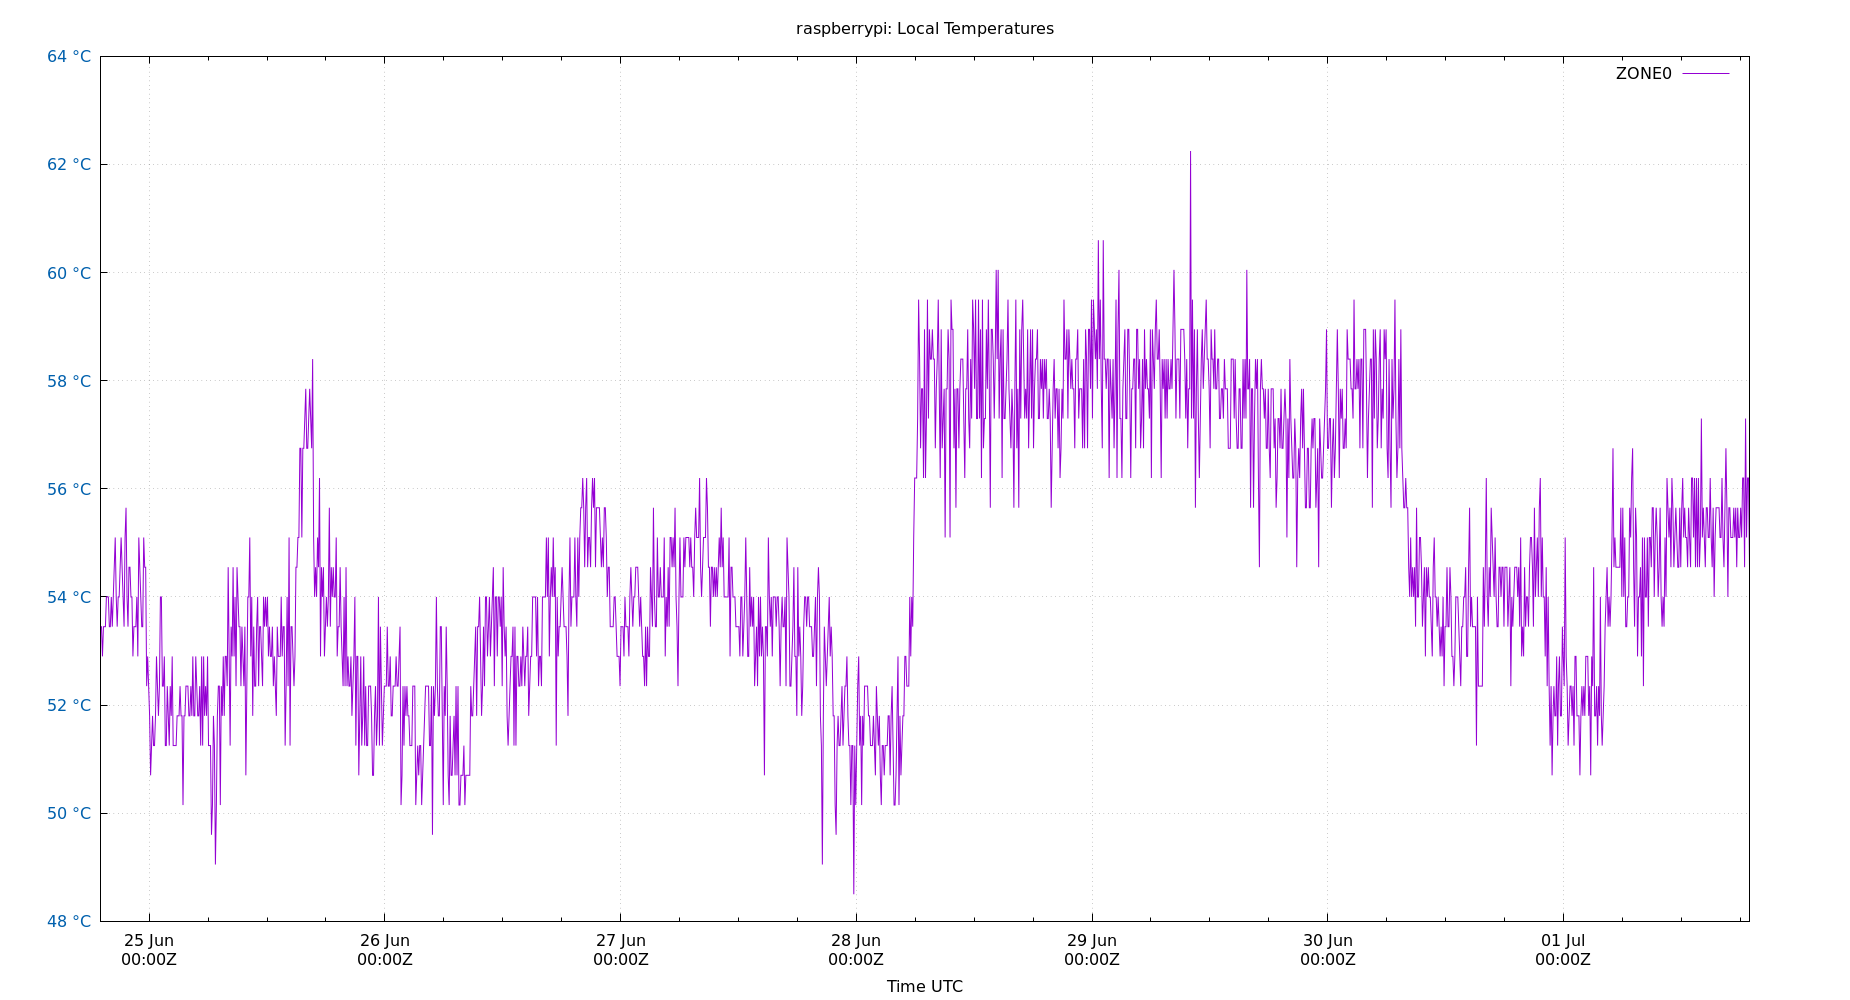 raspberrypi: Local Temperatures
64 °C
ZONE0
62 °C
60 °C
58 °C
56 °C
54 °C
52 °C
50 °C
48 °C
25 Jun 26 Jun 27 Jun 28 Jun 29 Jun 30 Jun 01 Jul
00:00Z 00:00Z 00:00Z 00:00Z 00:00Z 00:00Z 00:00Z
Time UTC